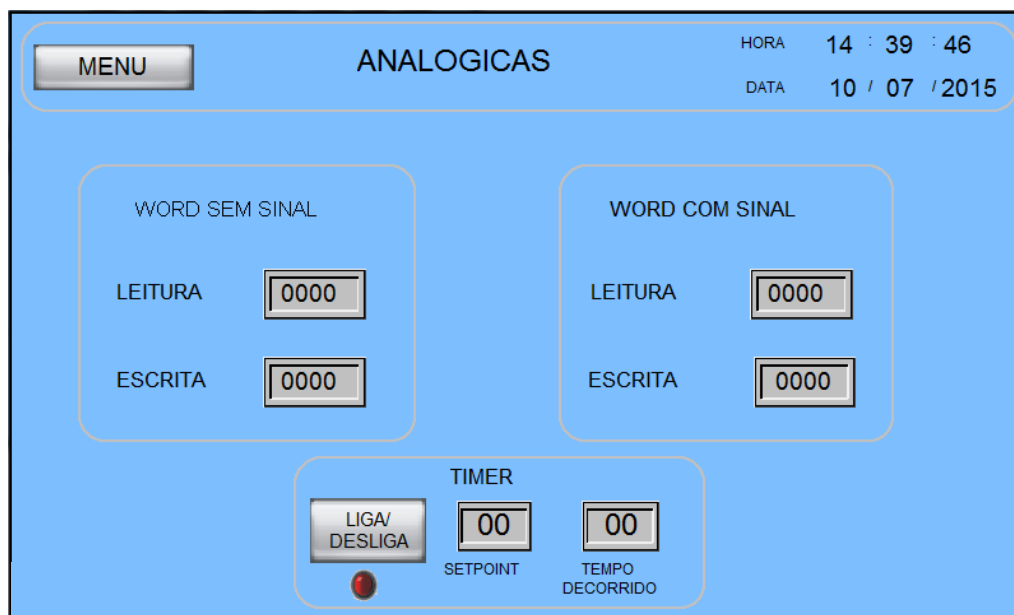 MENU
ANALOGICAS
HORA 14 : 39 : 46
DATA 10 / 07 / 2015
WORD SEM SINAL
LEITURA 0000
ESCRITA 0000
WORD COM SINAL
LEITURA 0000
ESCRITA 0000
TIMER
LIGA/
DESLIGA
00
SETPOINT
00
TEMPO
DECORRIDO